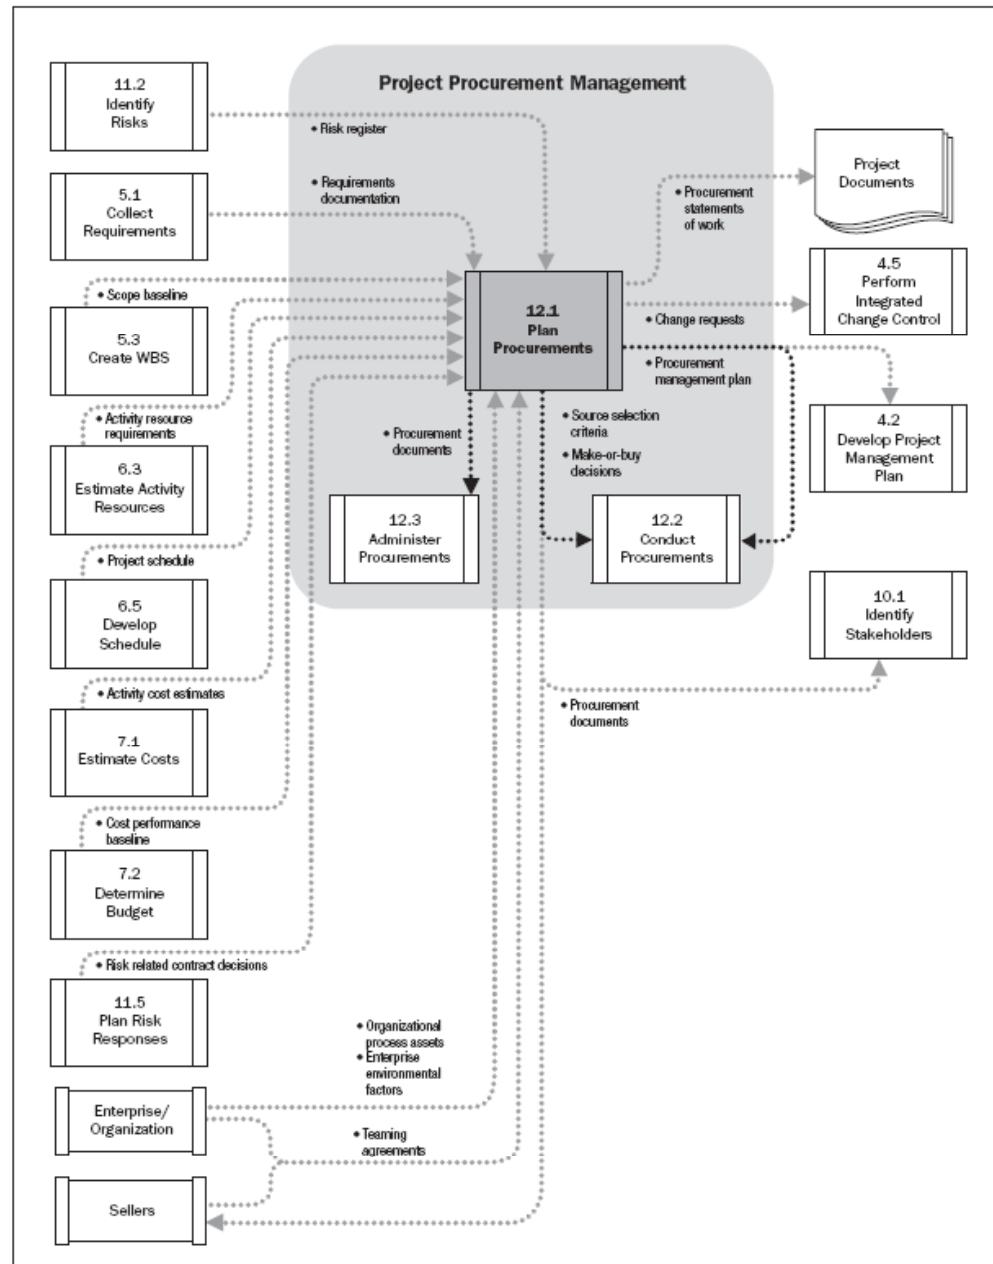 Project Procurement Management
11.2
Identify
Risks
• Risk register
5.1
Collect
Requirements
• Requirements
documentation
Project
Documents
• Procurement
statements
of work
• Scope baseline
5.3
Create WBS
12.1
Plan
Procurements
4.5
Perform
Integrated
Change Control
• Change requests
• Procurement
management plan
• Activity resource
requirements
6.3
Estimate Activity
Resources
• Procurement
documents
• Source selection
criteria
• Make-or-buy
decisions
4.2
Develop Project
Management
Plan
12.3
Administer
Procurements
12.2
Conduct
Procurements
• Project schedule
6.5
Develop
Schedule
10.1
Identify
Stakeholders
• Activity cost estimates
7.1
Estimate Costs
• Procurement
documents
• Cost performance
baseline
7.2
Determine
Budget
• Risk related contract decisions
11.5
Plan Risk
Responses
• Organizational
process assets
• Enterprise
environmental
factors
Enterprise/
Organization
• Teaming
agreements
Sellers